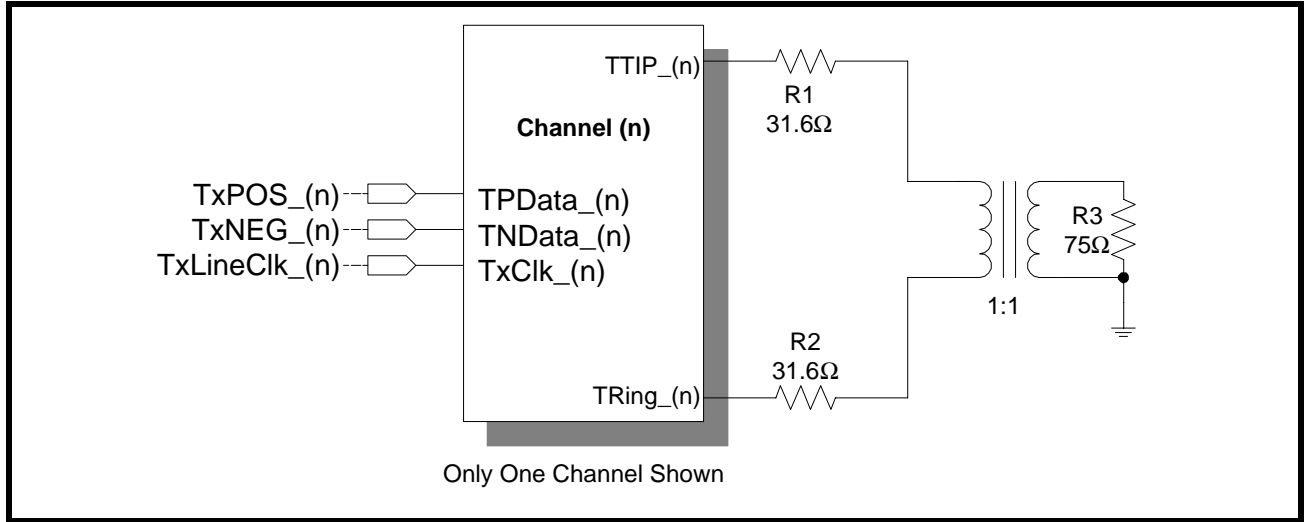 TTIP_(n)
R1
31.6Ω
Channel (n)
TxPOS_(n)
TPData_(n)
TxNEG_(n)
TNData_(n)
TxLineClk_(n)
TxClk_(n)
R3
75Ω
1:1
R2
31.6Ω
TRing_(n)
Only One Channel Shown